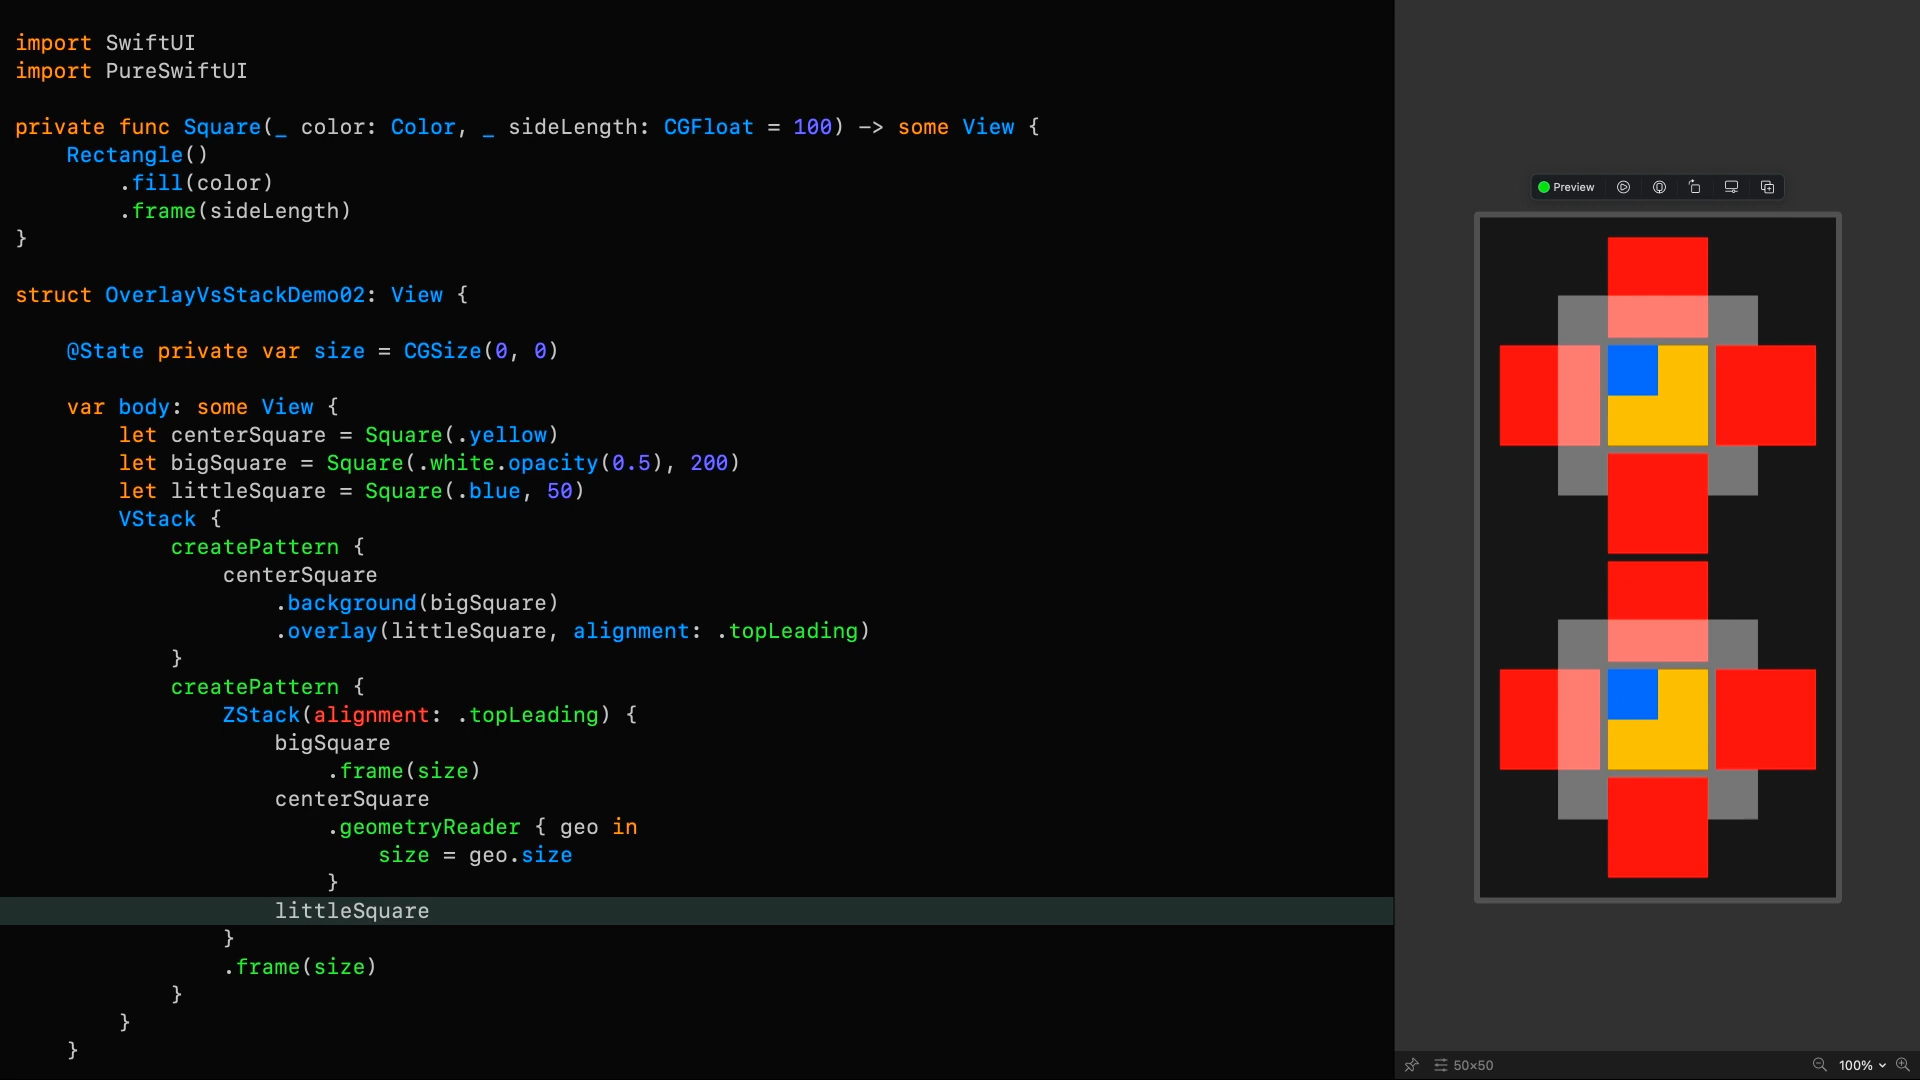 import SwiftUI
import PureSwiftUI
private func Square(_ color: Color, _ sideLength: CGFloat = 100) -> some View {
Rectangle()
.fill(color)
.frame(sideLength)
}
struct OverlayVsStackDemo02: View {
@State private var size = CGSize(0, 0)
var body: some View {
let centerSquare = Square(.yellow)
let bigSquare = Square(.white.opacity(0.5), 200)
let littleSquare = Square(.blue, 50)
VStack {
createPattern {
centerSquare
.background(bigSquare)
.overlay(littleSquare, alignment: .topLeading)
}
createPattern {
ZStack(alignment: .topLeading) {
bigSquare
.frame(size)
centerSquare
.geometryReader { geo in
size = geo.size
}
littleSquare
}
.frame(size)
}
}
}
Preview
50×50
100%